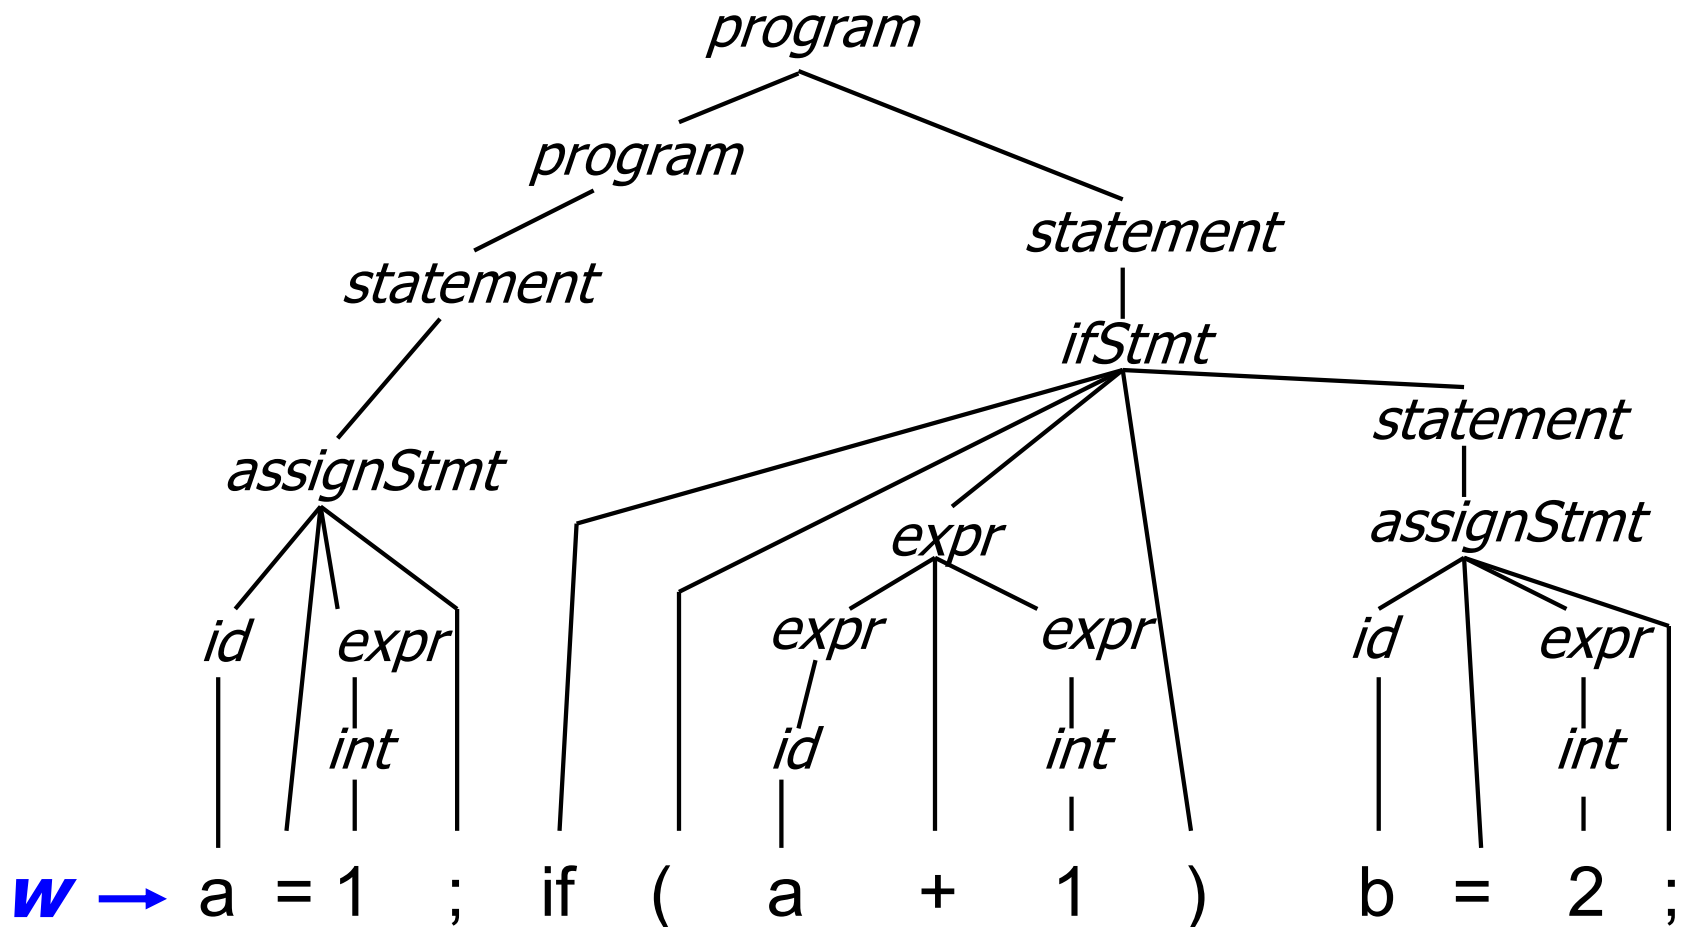 program
program
statement
statement
ifStmt
statement
assignStmt
expr
assignStmt
id expr
expr expr
id expr
int
id int
int
w a = 1 ; if ( a + 1 ) b = 2 ;